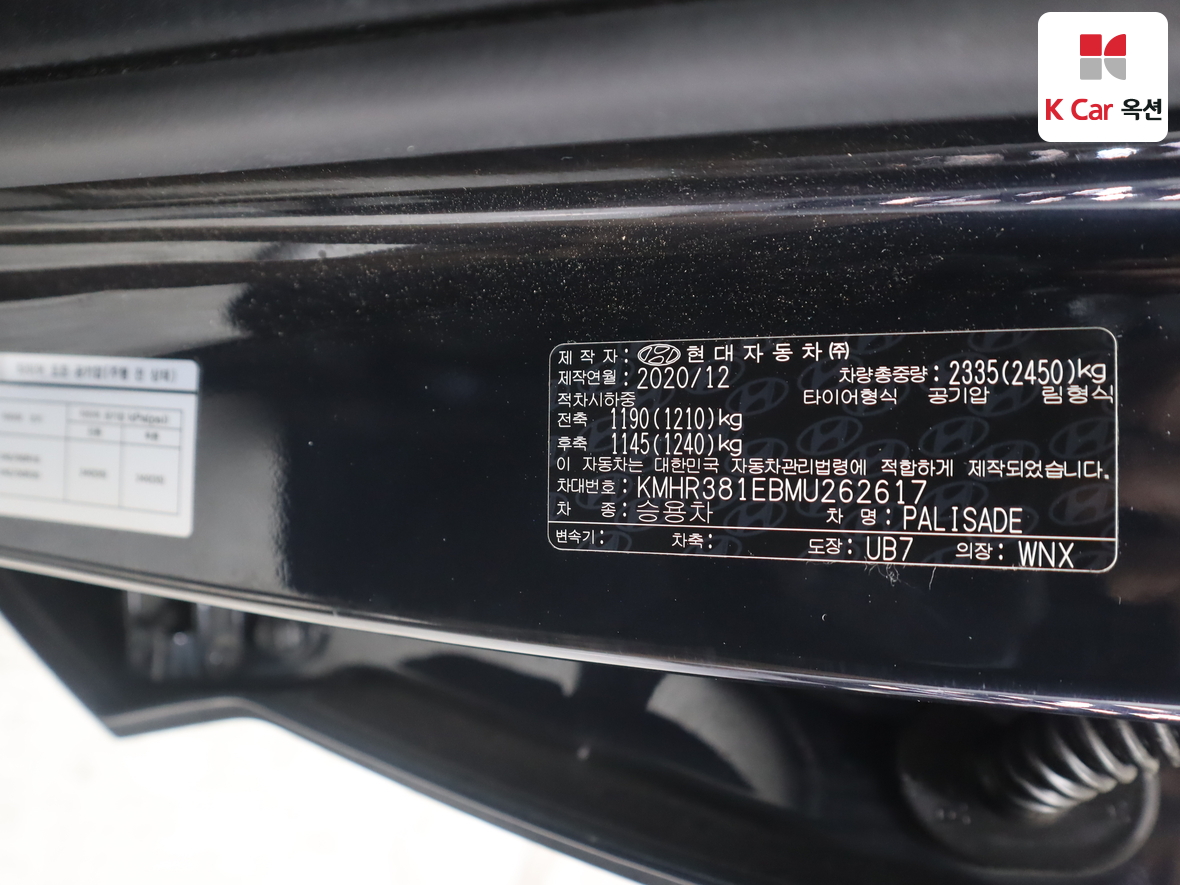 K Car 옥션
제 작 자 : 현 대 자 동 차 ㈜
제작연월 : 2020/12 차량총중량 : 2335(2450)kg
적차시하중 타이어형식 공기압 림형식
전축 1190(1210)kg
후축 1145(1240)kg
이 자동차는 대한민국 자동차관리법령에 적합하게 제작되었습니다.
차대번호 : KMHR381EBMU262617
차 종 : 승용차 차 명 : PALISADE
변속기 : 차축 : 도장 : UB7 의장 : WNX